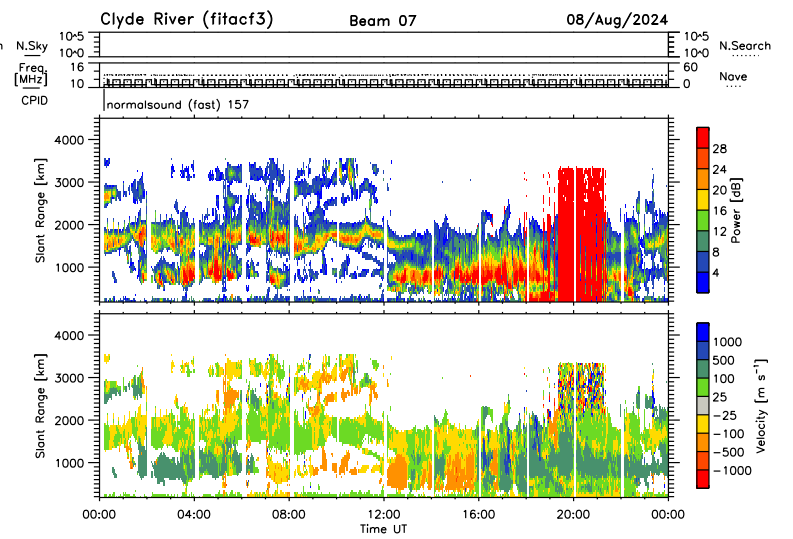 Clyde River (fitacf3) Beam 07 08/Aug/2024
N.Sky 10^5 10^5 N.Search
10^0 10^0
Freq. 16 60 Nave
[MHz] 10 0
CPID normalsound (fast) 157
Slant Range [km]
4000
3000
2000
1000
Power [dB]
28
24
20
16
12
8
4
Slant Range [km]
4000
3000
2000
1000
Velocity [m s⁻¹]
1000
500
100
25
-25
-100
-500
-1000
00:00 04:00 08:00 12:00 16:00 20:00 00:00
Time UT